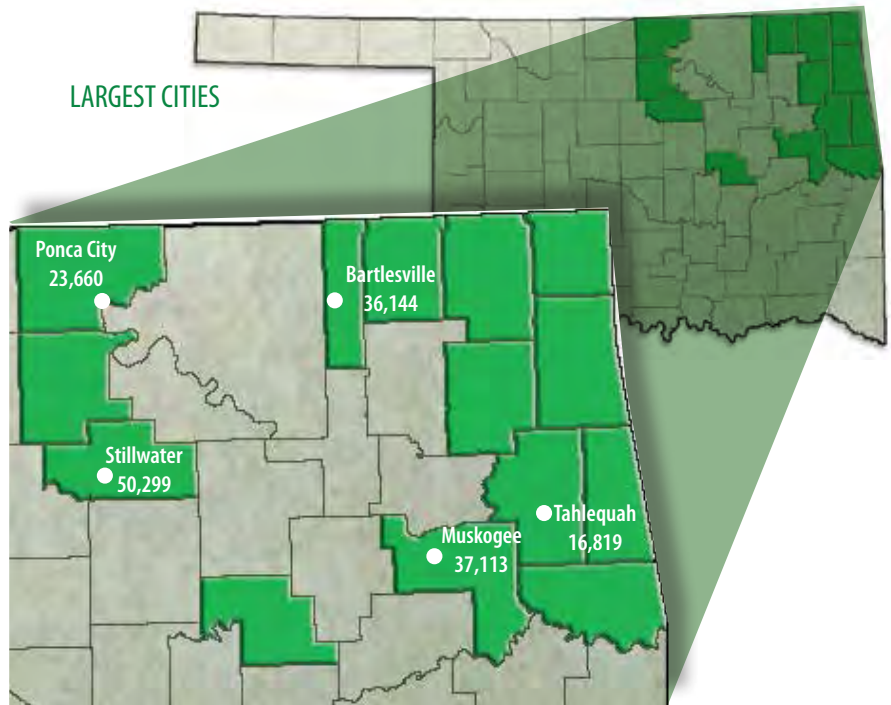 LARGEST CITIES
Ponca City
23,660
Bartlesville
36,144
Stillwater
50,299
Tahlequah
16,819
Muskogee
37,113